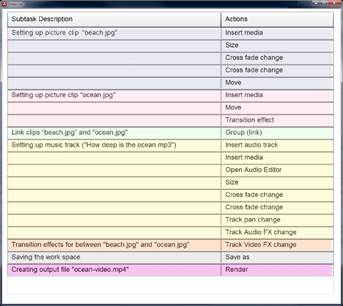 Subtask Description Actions
Setting up picture clip "beach.jpg" Insert media
Size
Cross fade change
Cross fade change
Move
Setting up picture clip "ocean.jpg" Insert media
Move
Transition effect
Link clips "beach.jpg" and "ocean.jpg" Group (link)
Setting up music track ("How deep is the ocean.mp3") Insert audio track
Insert media
Open Audio Editor
Size
Cross fade change
Cross fade change
Track pan change
Track Audio FX change
Transition effects for between "beach.jpg" and "ocean.jpg" Track Video FX change
Saving the work space Save as
Creating output file "ocean-video.mp4" Render